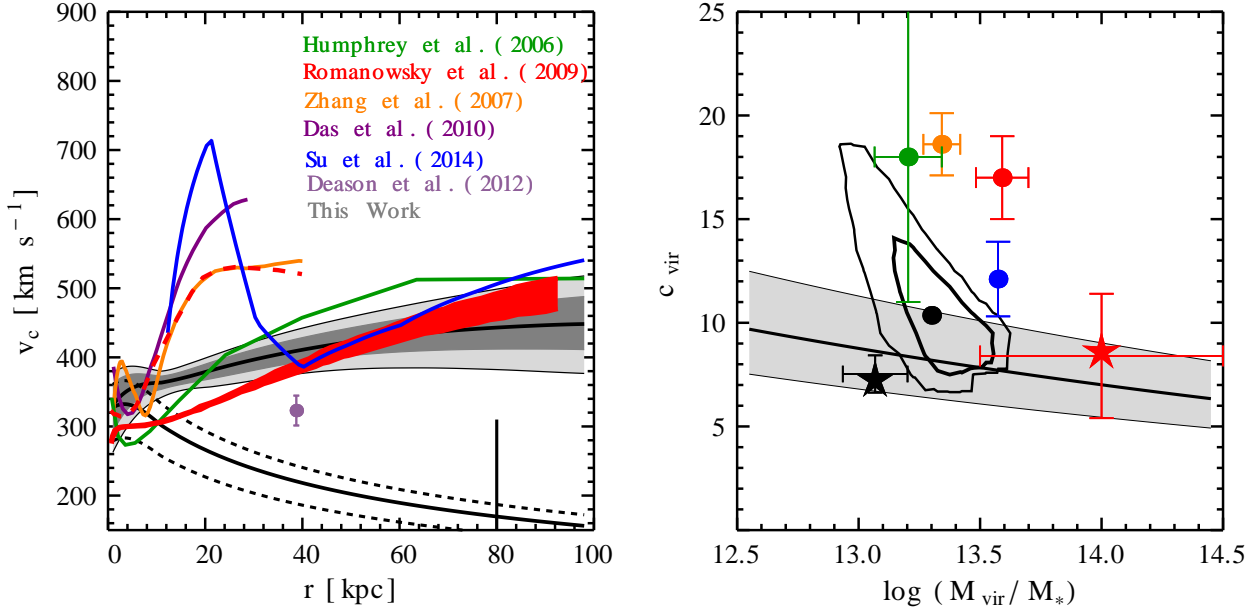 900
800
700
600
500
400
300
200
v_c [ km s^-1 ]
0 20 40 60 80 100
r [ kpc]
Humphrey et al. ( 2006)
Romanowsky et al. ( 2009)
Zhang et al. ( 2007)
Das et al. ( 2010)
Su et al. ( 2014)
Deason et al. ( 2012)
This Work
25
20
15
10
5
c_vir
12.5 13.0 13.5 14.0 14.5
log ( M_vir / M_* )